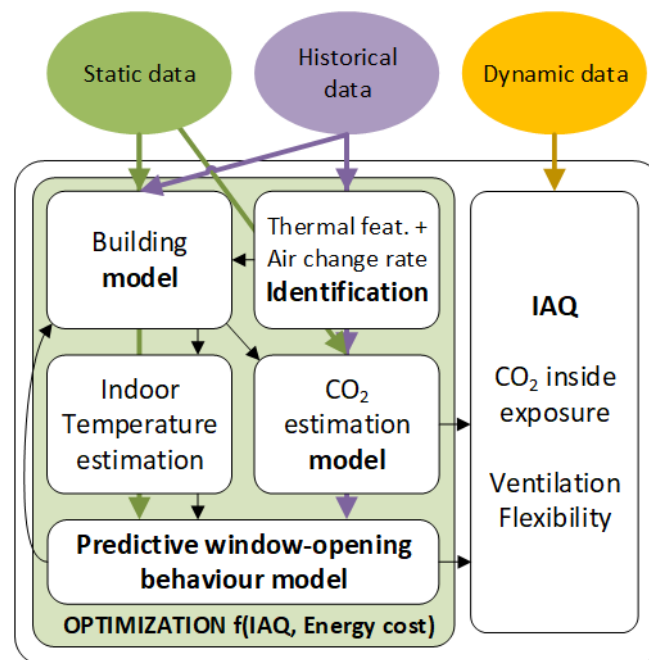 Static data
Historical
data
Dynamic data
Building
model
Thermal feat. +
Air change rate
Identification
IAQ
CO₂ inside
exposure
Ventilation
Flexibility
Indoor
Temperature
estimation
CO₂
estimation
model
Predictive window-opening
behaviour model
OPTIMIZATION f(IAQ, Energy cost)